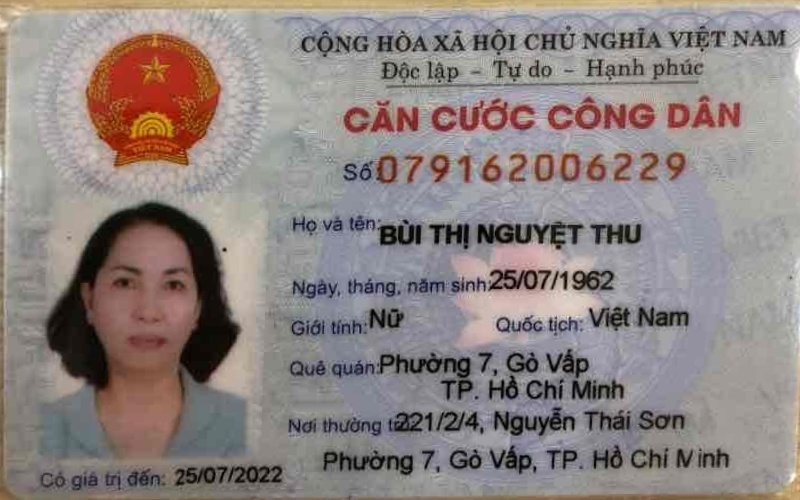 CỘNG HÒA XÃ HỘI CHỦ NGHĨA VIỆT NAM
Độc lập - Tự do - Hạnh phúc
CĂN CƯỚC CÔNG DÂN
Số: 079162006229
Họ và tên: BÙI THỊ NGUYỆT THU
Ngày, tháng, năm sinh: 25/07/1962
Giới tính: Nữ Quốc tịch: Việt Nam
Quê quán: Phường 7, Gò Vấp
TP. Hồ Chí Minh
Nơi thường 221/2/4, Nguyễn Thái Sơn
Phường 7, Gò Vấp, TP. Hồ Chí Minh
Có giá trị đến: 25/07/2022